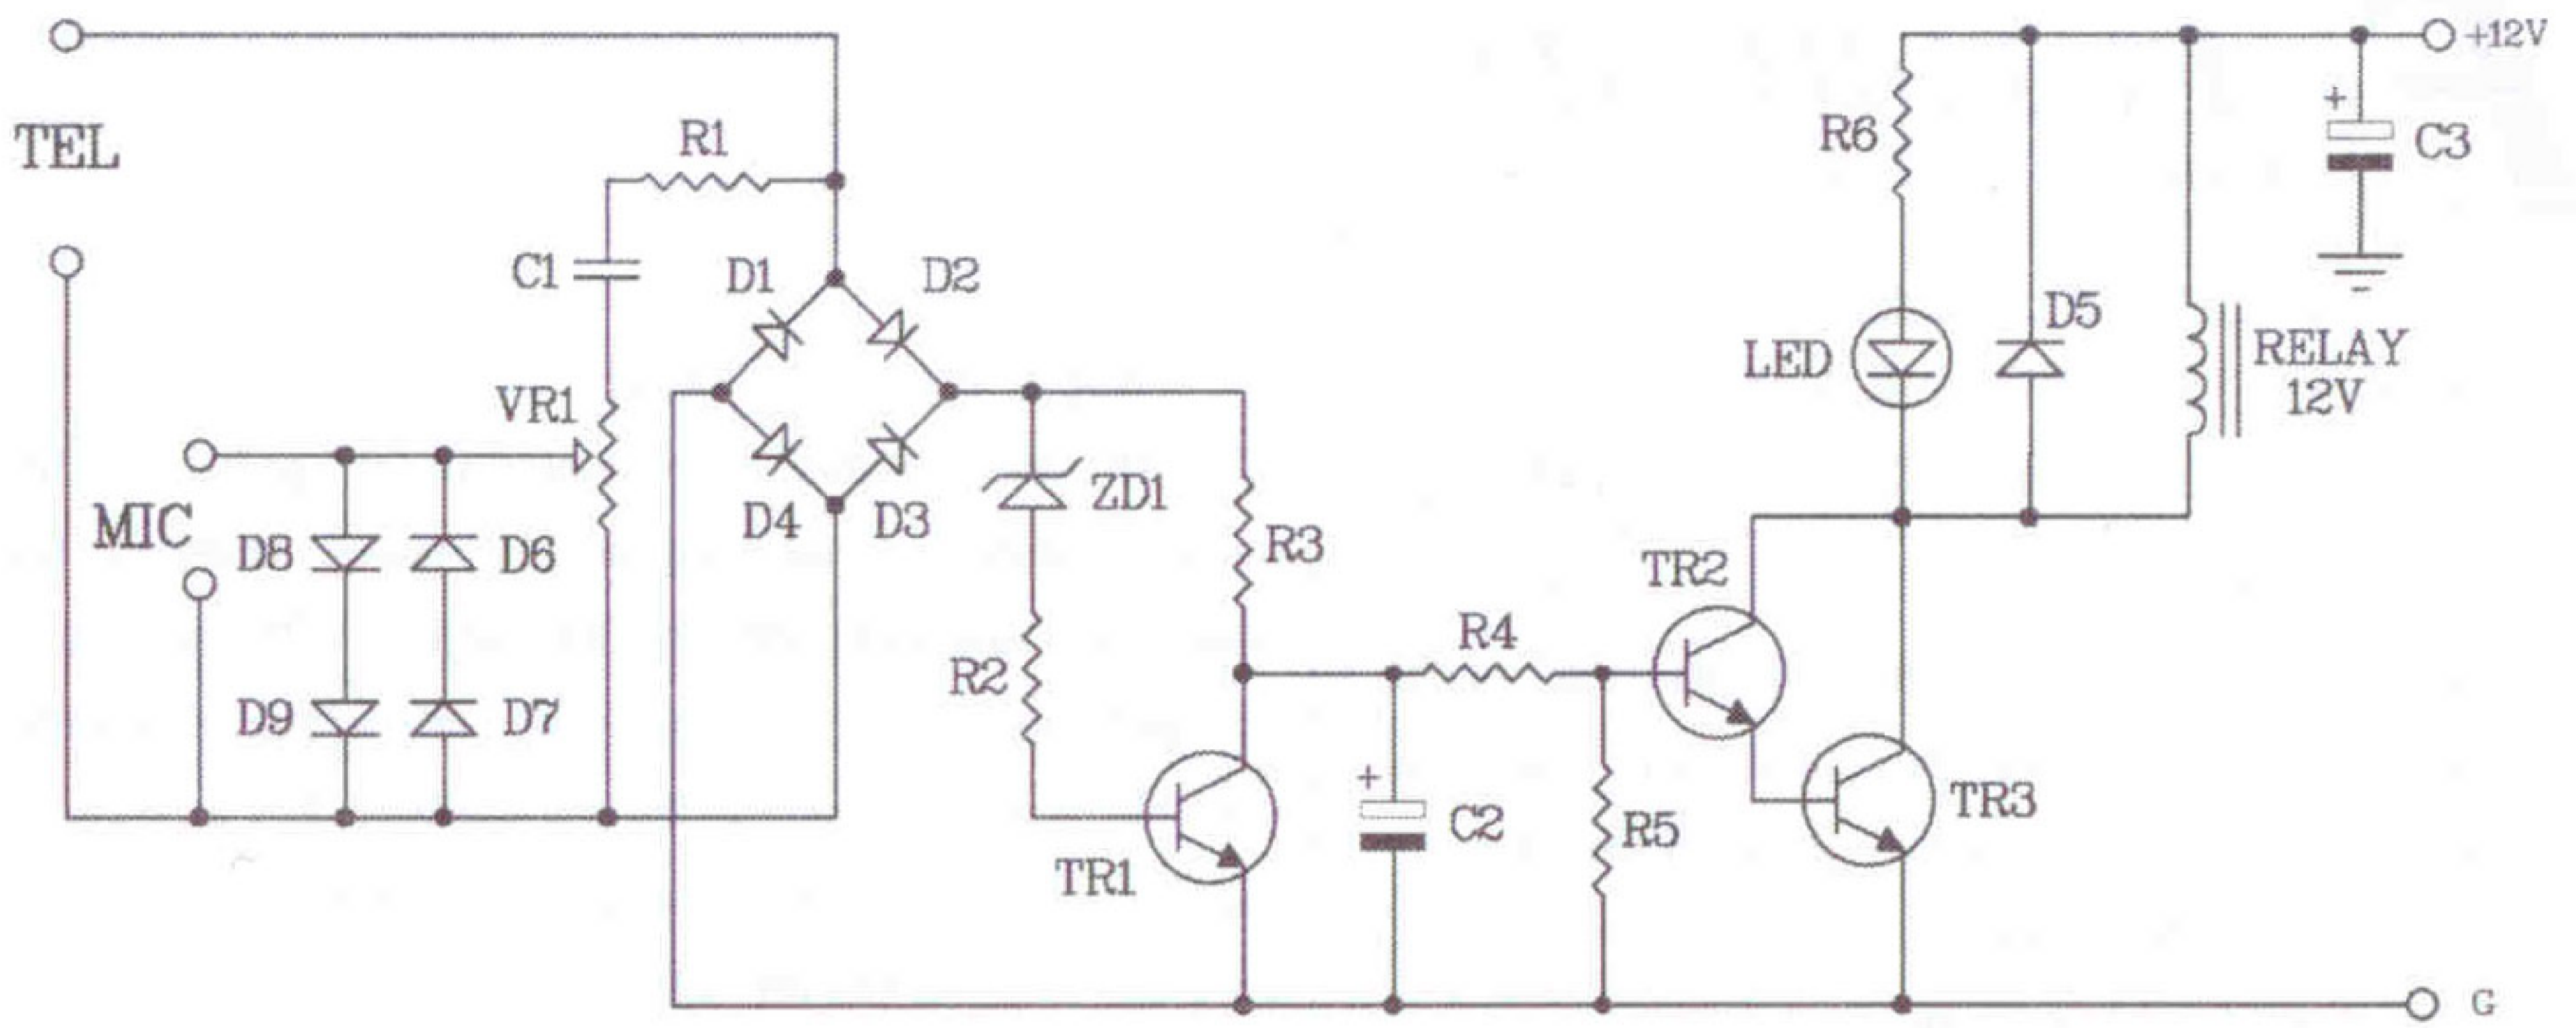 +12V
TEL
R1
R6
+
C3
C1
D1
D2
D5
LED
RELAY
12V
VR1
MIC
D8
D6
D4
D3
ZD1
R3
TR2
R4
R2
D9
D7
+
C2
R5
TR3
TR1
G